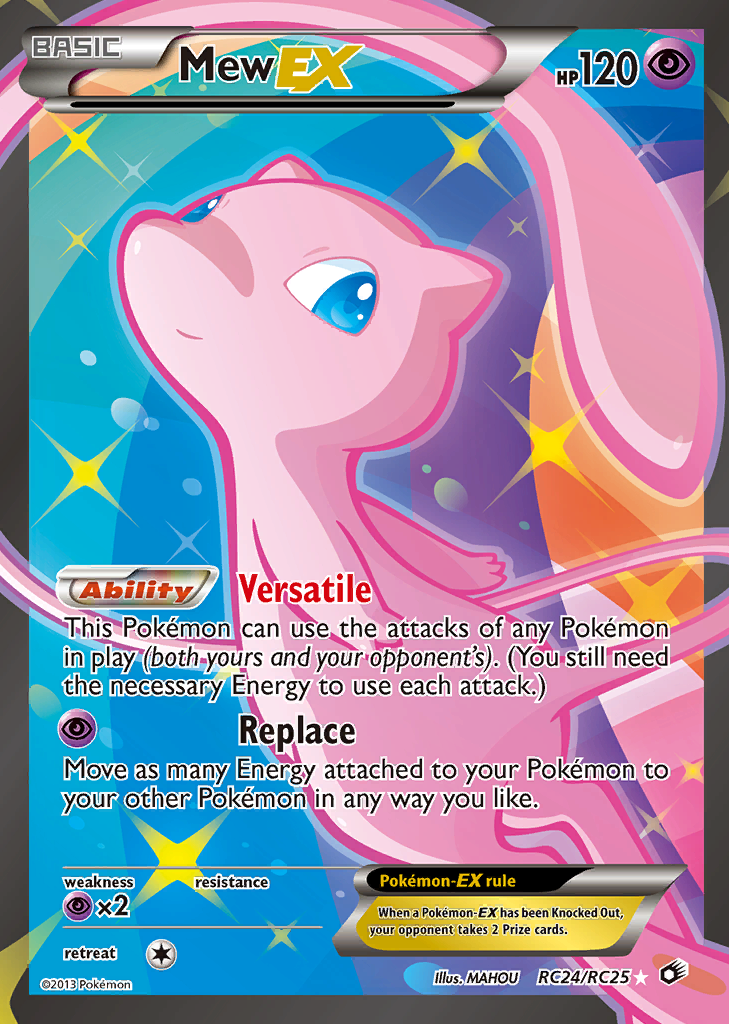 BASIC
Mew EX
HP 120
Ability Versatile
This Pokémon can use the attacks of any Pokémon
in play (both yours and your opponent's). (You still need
the necessary Energy to use each attack.)
Replace
Move as many Energy attached to your Pokémon to
your other Pokémon in any way you like.
weakness resistance
×2
Pokémon-EX rule
When a Pokémon-EX has been Knocked Out,
your opponent takes 2 Prize cards.
retreat
©2013 Pokémon
Illus. MAHOU RC24/RC25